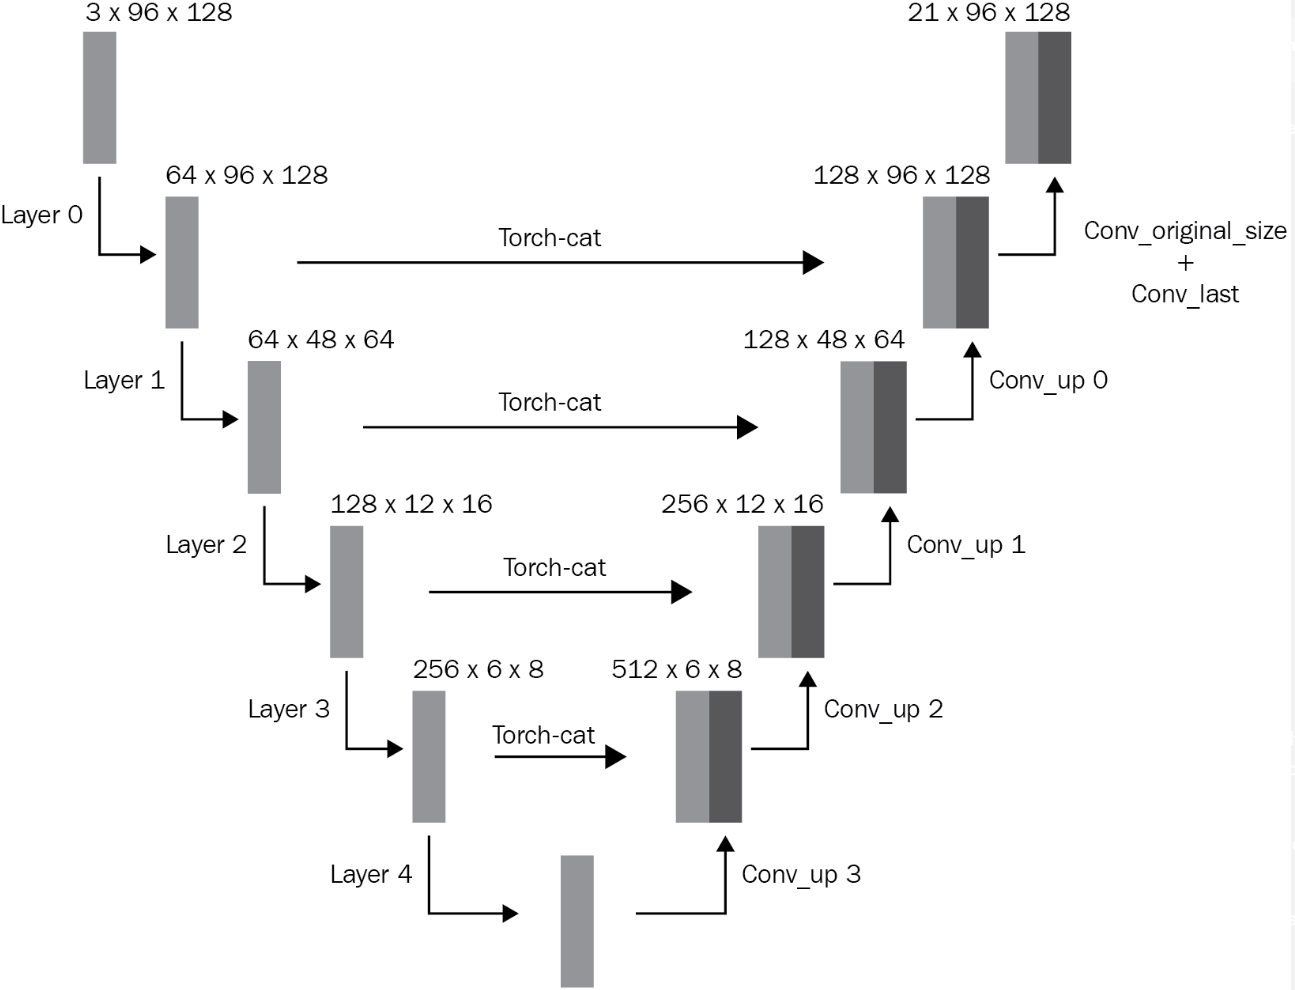 3 x 96 x 128
21 x 96 x 128
64 x 96 x 128
128 x 96 x 128
Layer 0
Torch-cat
Conv_original_size
+
Conv_last
64 x 48 x 64
128 x 48 x 64
Layer 1
Torch-cat
Conv_up 0
128 x 12 x 16
256 x 12 x 16
Layer 2
Torch-cat
Conv_up 1
256 x 6 x 8
512 x 6 x 8
Layer 3
Torch-cat
Conv_up 2
Layer 4
Conv_up 3